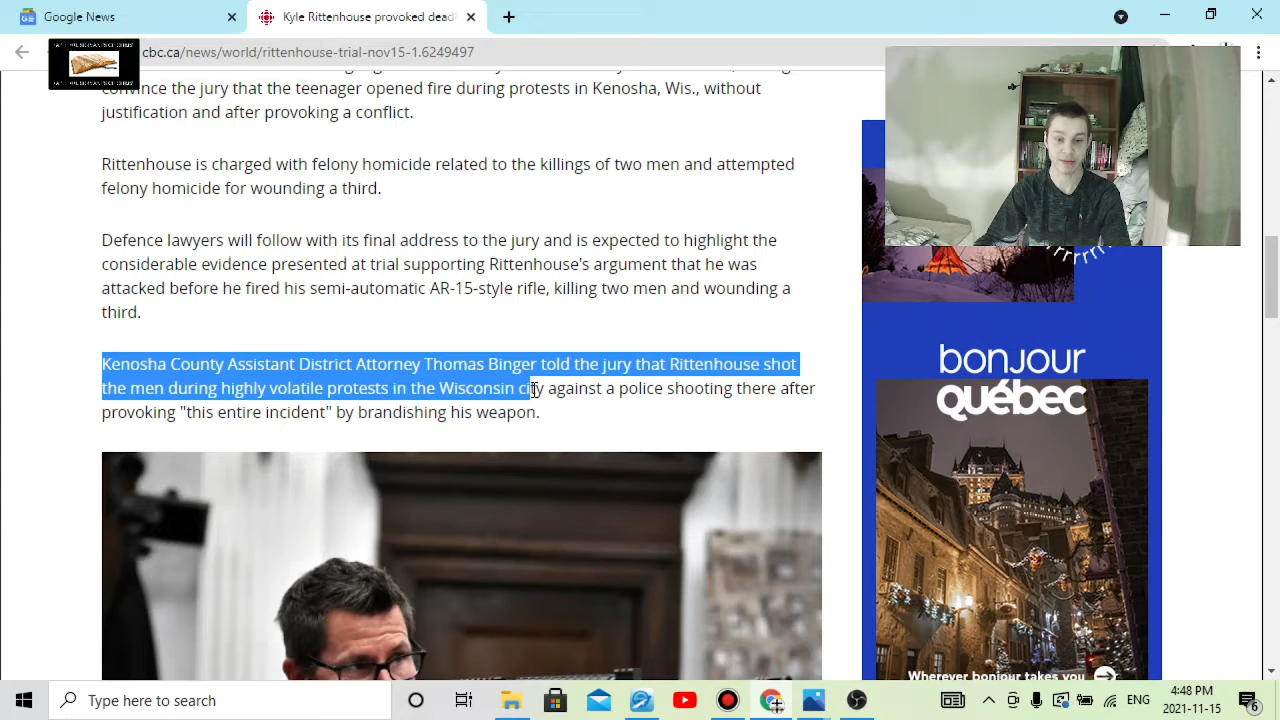 Google News
Kyle Rittenhouse provoked dead
cbc.ca/news/world/rittenhouse-trial-nov15-1.6249497
convince the jury that the teenager opened fire during protests in Kenosha, Wis., without
justification and after provoking a conflict.
Rittenhouse is charged with felony homicide related to the killings of two men and attempted
felony homicide for wounding a third.
Defence lawyers will follow with its final address to the jury and is expected to highlight the
considerable evidence presented at trial supporting Rittenhouse's argument that he was
attacked before he fired his semi-automatic AR-15-style rifle, killing two men and wounding a
third.
Kenosha County Assistant District Attorney Thomas Binger told the jury that Rittenhouse shot
the men during highly volatile protests in the Wisconsin city against a police shooting there after
provoking "this entire incident" by brandishing his weapon.
bonjour
québec
Wherever bonjour takes you
Type here to search
ENG
4:48 PM
2021-11-15
6